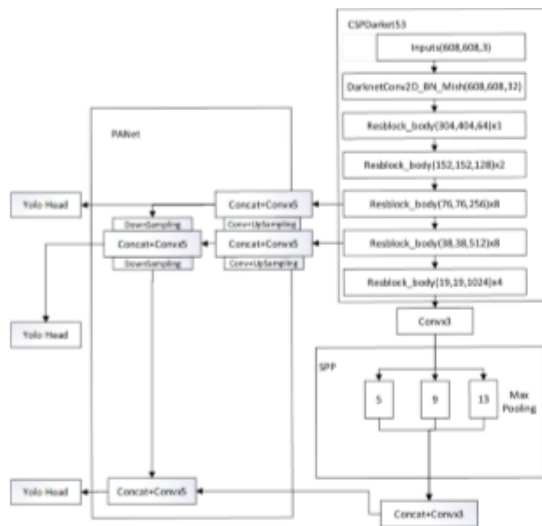 CSPDarket53
Inputs(608,608,3)
DarknetConv2D_BN_Mish(608,608,32)
Resblock_body(304,404,64)x1
Resblock_body(152,152,128)x2
Resblock_body(76,76,256)x8
Resblock_body(38,38,512)x8
Resblock_body(19,19,1024)x4
Convx3
SPP
5
9
13
Max
Pooling
Concat+Convx3
PANet
Concat+Convx5
Conv+UpSampling
Concat+Convx5
Conv+UpSampling
DownSampling
Concat+Convx5
DownSampling
Concat+Convx5
Yolo Head
Yolo Head
Yolo Head